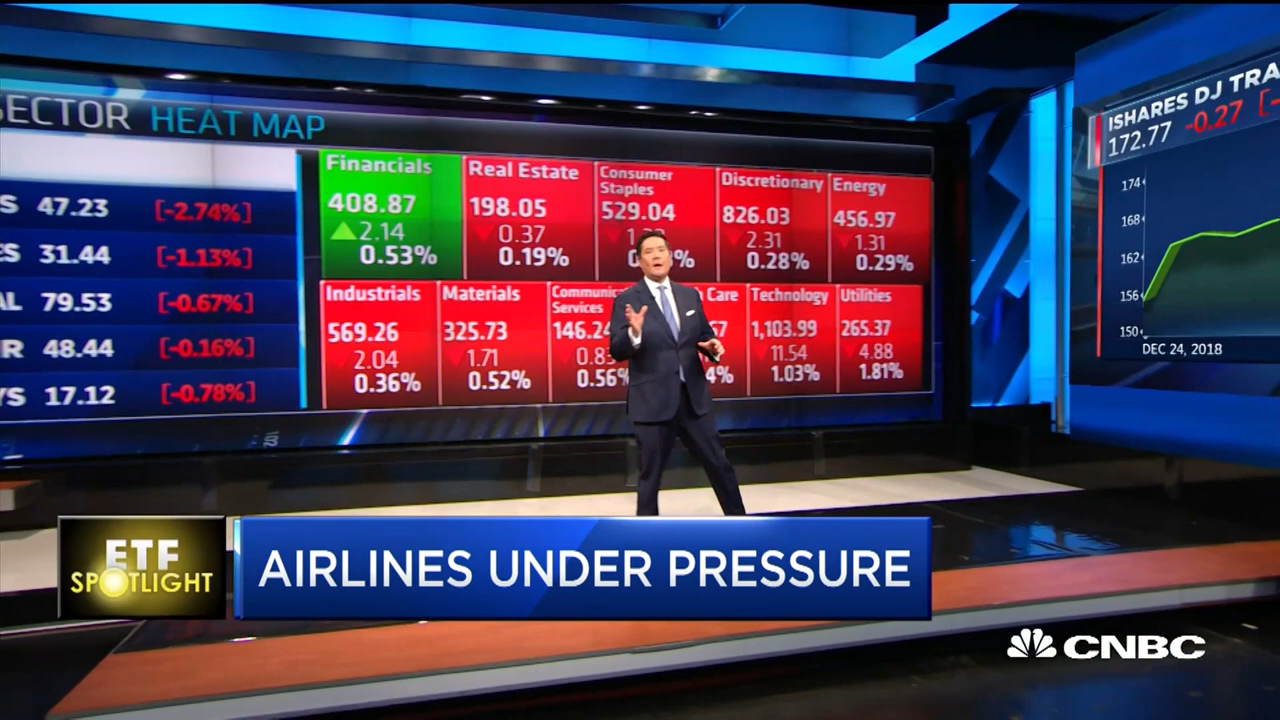 SECTOR HEAT MAP
S 47.23 [-2.74%]
ES 31.44 [-1.13%]
AL 79.53 [-0.67%]
R 48.44 [-0.16%]
YS 17.12 [-0.78%]
Financials
408.87
2.14
0.53%
Real Estate
198.05
0.37
0.19%
Consumer
Staples
529.04
Discretionary
826.03
2.31
0.28%
Energy
456.97
1.31
0.29%
Industrials
569.26
2.04
0.36%
Materials
325.73
1.71
0.52%
Services
146.24
0.56%
Care
Technology
1,103.99
11.54
1.03%
Utilities
265.37
4.88
1.81%
ISHARES DJ TRA
172.77 -0.27 [-
174
168
162
156
150
DEC 24, 2018
ETF
SPOTLIGHT
AIRLINES UNDER PRESSURE
CNBC